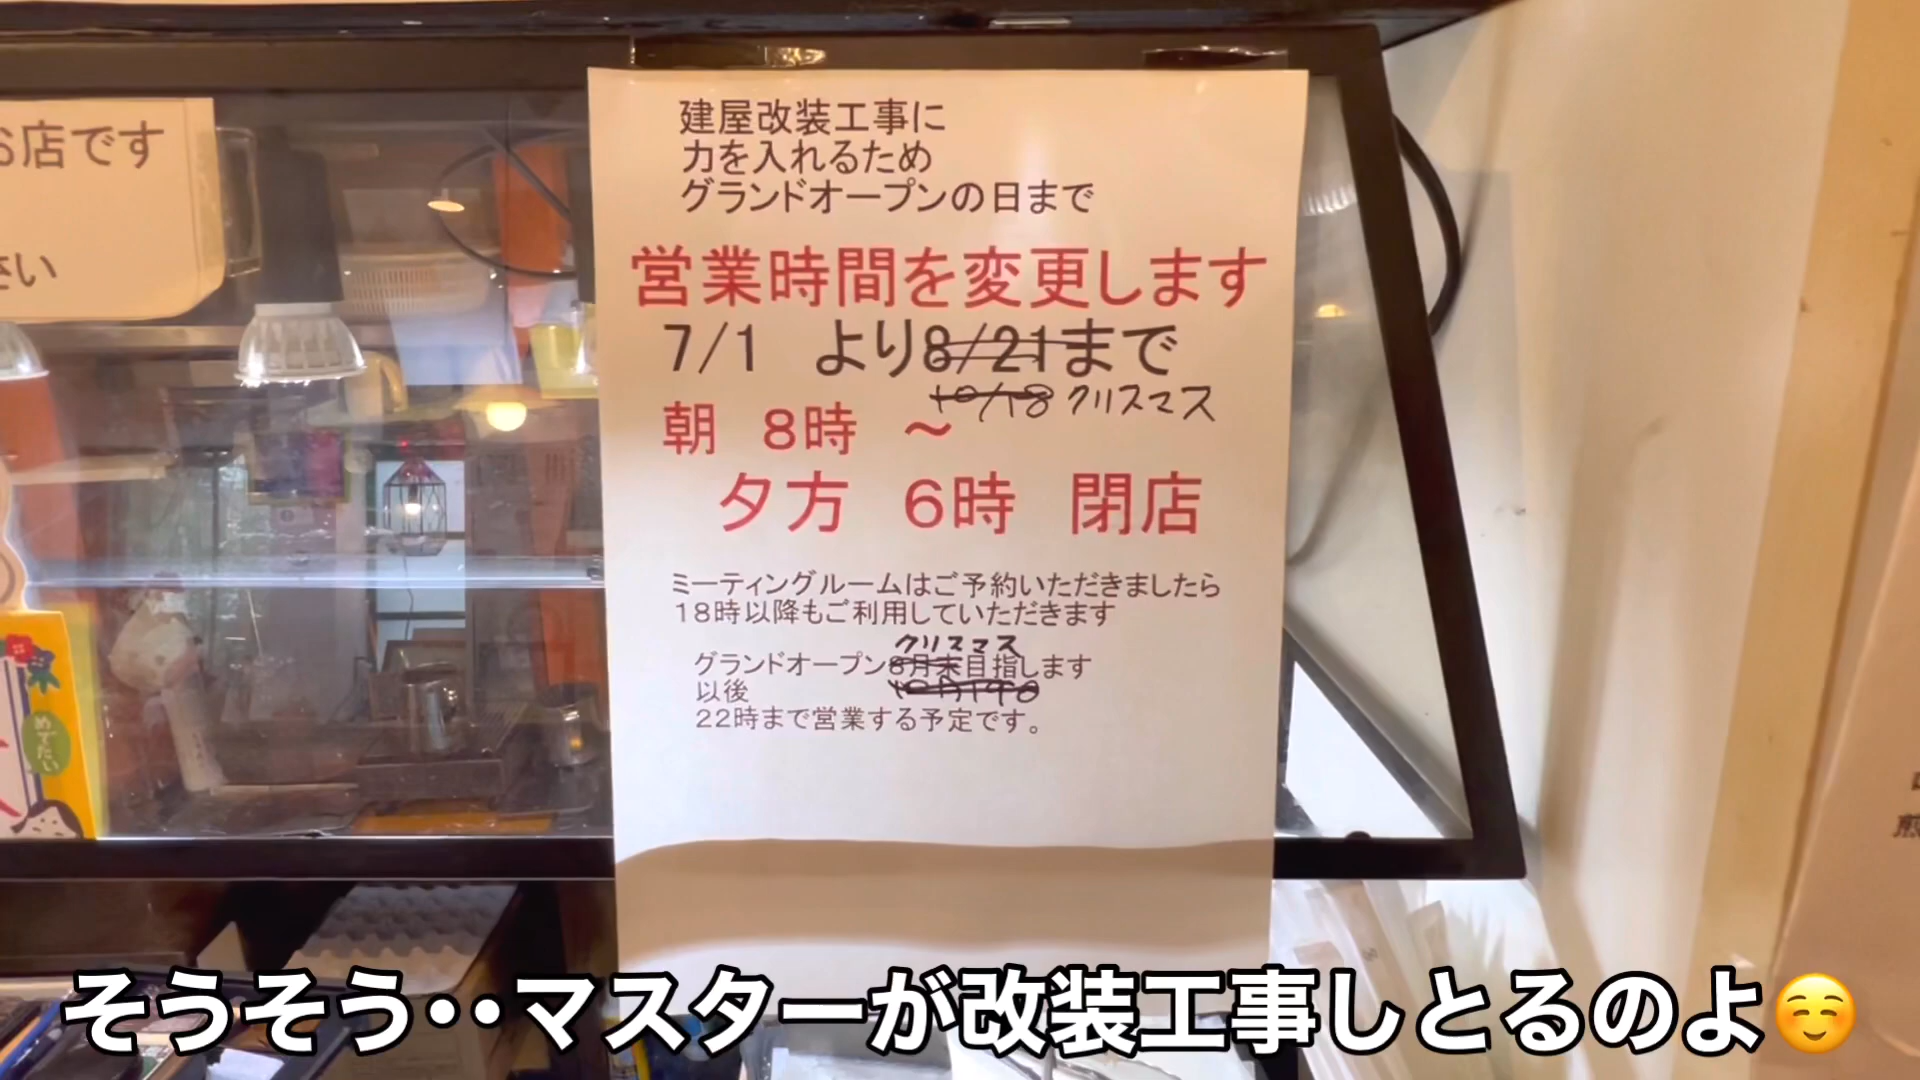 お店です
さい
建屋改装工事に
力を入れるため
グランドオープンの日まで
営業時間を変更します
7/1 より8/21まで
10/18 クリスマス
朝 8時 ～
夕方 6時 閉店
ミーティングルームはご予約いただきましたら
18時以降もご利用していただきます
クリスマス
グランドオープン8月末目指します
以後
22時まで営業する予定です。
めでたい
煎
そうそう・・マスターが改装工事しとるのよ☺️